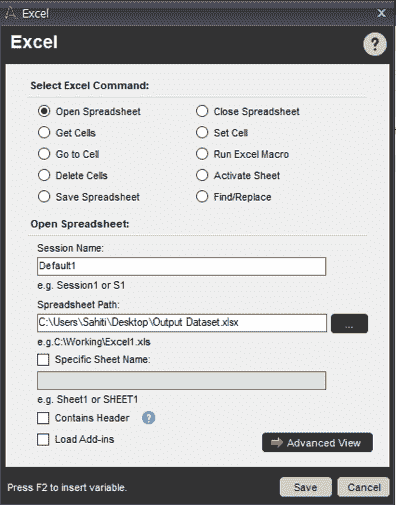 Excel
Excel
?
Select Excel Command:
Open Spreadsheet Close Spreadsheet
Get Cells Set Cell
Go to Cell Run Excel Macro
Delete Cells Activate Sheet
Save Spreadsheet Find/Replace
Open Spreadsheet:
Session Name:
Default1
e.g. Session1 or S1
Spreadsheet Path:
C:\Users\Sahiti\Desktop\Output Dataset.xlsx ...
e.g.C:\Working\Excel1.xls
Specific Sheet Name:
e.g. Sheet1 or SHEET1
Contains Header ?
Load Add-ins Advanced View
Press F2 to insert variable. Save Cancel